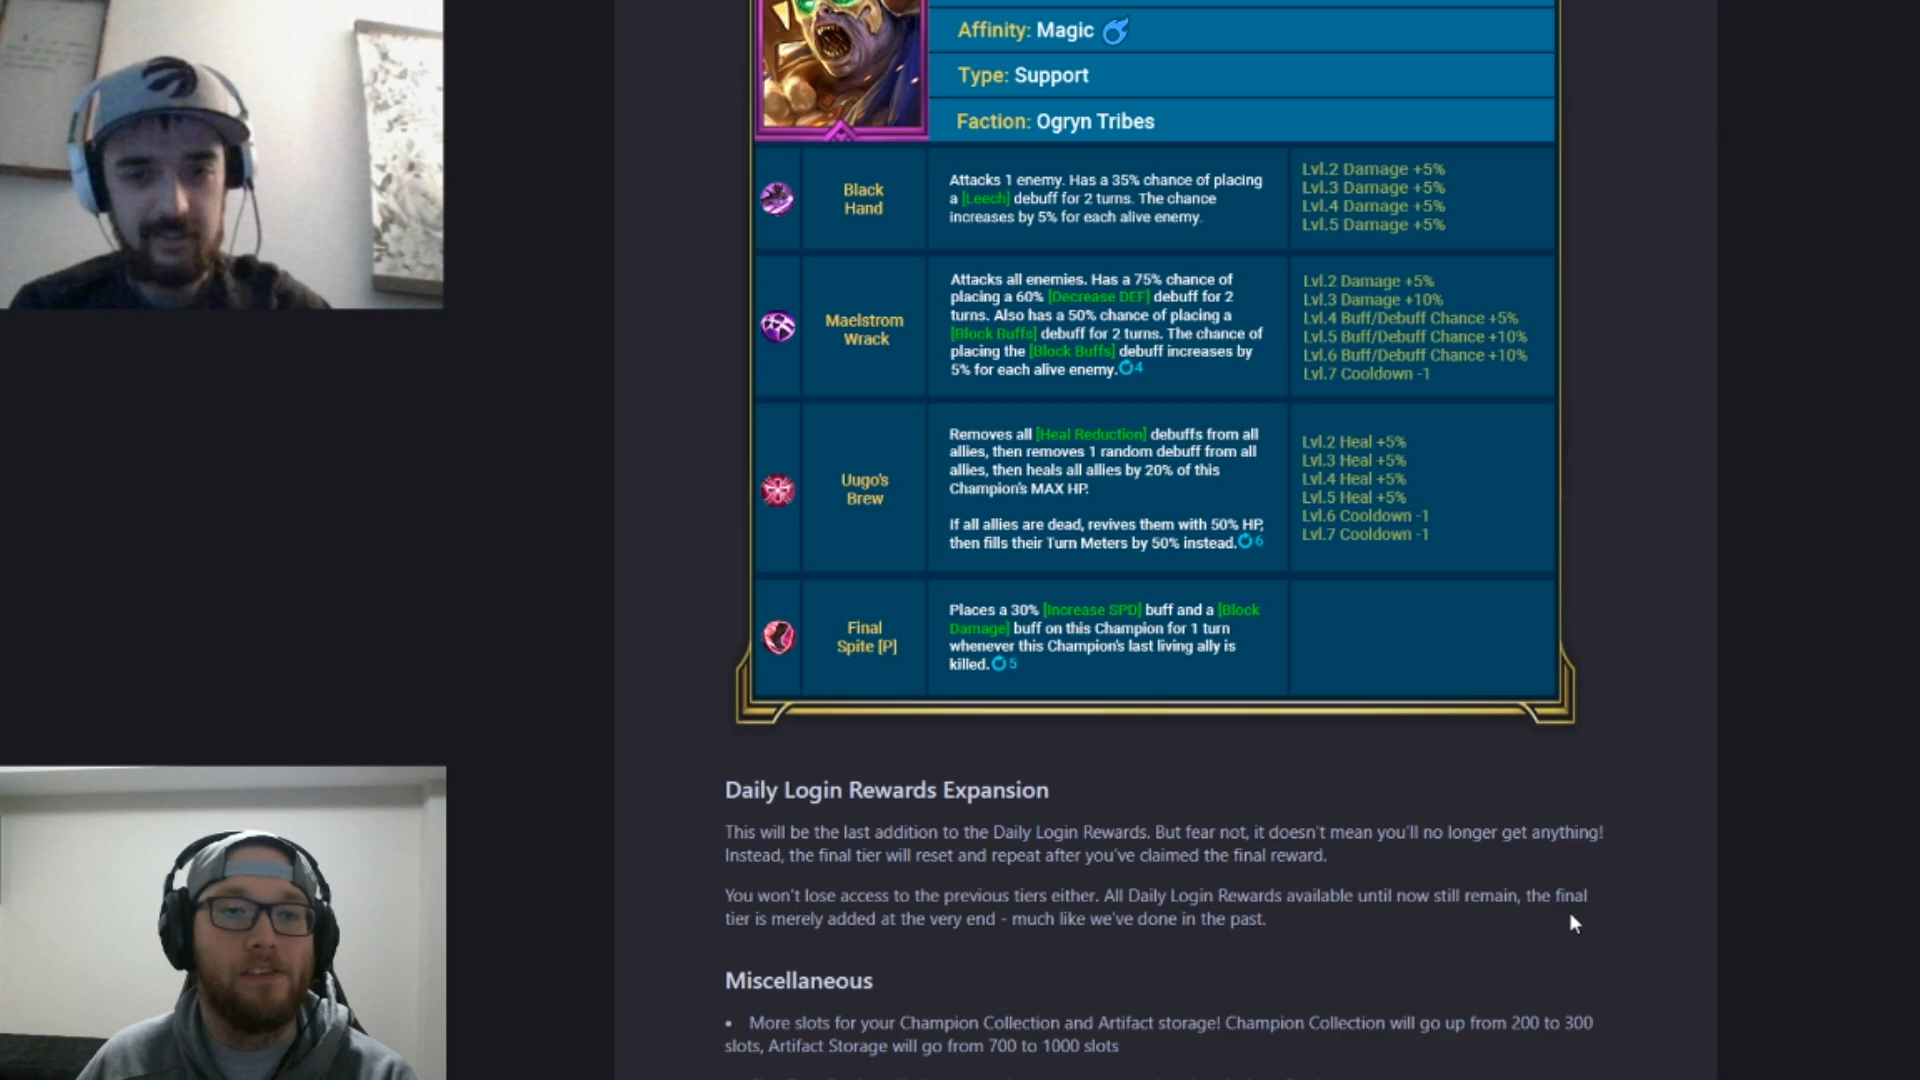 Affinity: Magic
Type: Support
Faction: Ogryn Tribes
Black
Hand
Attacks 1 enemy. Has a 35% chance of placing
a [Leech] debuff for 2 turns. The chance
increases by 5% for each alive enemy.
Lvl.2 Damage +5%
Lvl.3 Damage +5%
Lvl.4 Damage +5%
Lvl.5 Damage +5%
Maelstrom
Wrack
Attacks all enemies. Has a 75% chance of
placing a 60% [Decrease DEF] debuff for 2
turns. Also has a 50% chance of placing a
[Block Buffs] debuff for 2 turns. The chance of
placing the [Block Buffs] debuff increases by
5% for each alive enemy. 4
Lvl.2 Damage +5%
Lvl.3 Damage +10%
Lvl.4 Buff/Debuff Chance +5%
Lvl.5 Buff/Debuff Chance +10%
Lvl.6 Buff/Debuff Chance +10%
Lvl.7 Cooldown -1
Uugo's
Brew
Removes all [Heal Reduction] debuffs from all
allies, then removes 1 random debuff from all
allies, then heals all allies by 20% of this
Champion's MAX HP.
If all allies are dead, revives them with 50% HP,
then fills their Turn Meters by 50% instead. 6
Lvl.2 Heal +5%
Lvl.3 Heal +5%
Lvl.4 Heal +5%
Lvl.5 Heal +5%
Lvl.6 Cooldown -1
Lvl.7 Cooldown -1
Final
Spite [P]
Places a 30% [Increase SPD] buff and a [Block
Damage] buff on this Champion for 1 turn
whenever this Champion's last living ally is
killed. 5
Daily Login Rewards Expansion
This will be the last addition to the Daily Login Rewards. But fear not, it doesn't mean you'll no longer get anything!
Instead, the final tier will reset and repeat after you've claimed the final reward.
You won't lose access to the previous tiers either. All Daily Login Rewards available until now still remain, the final
tier is merely added at the very end - much like we've done in the past.
Miscellaneous
• More slots for your Champion Collection and Artifact storage! Champion Collection will go up from 200 to 300
slots, Artifact Storage will go from 700 to 1000 slots